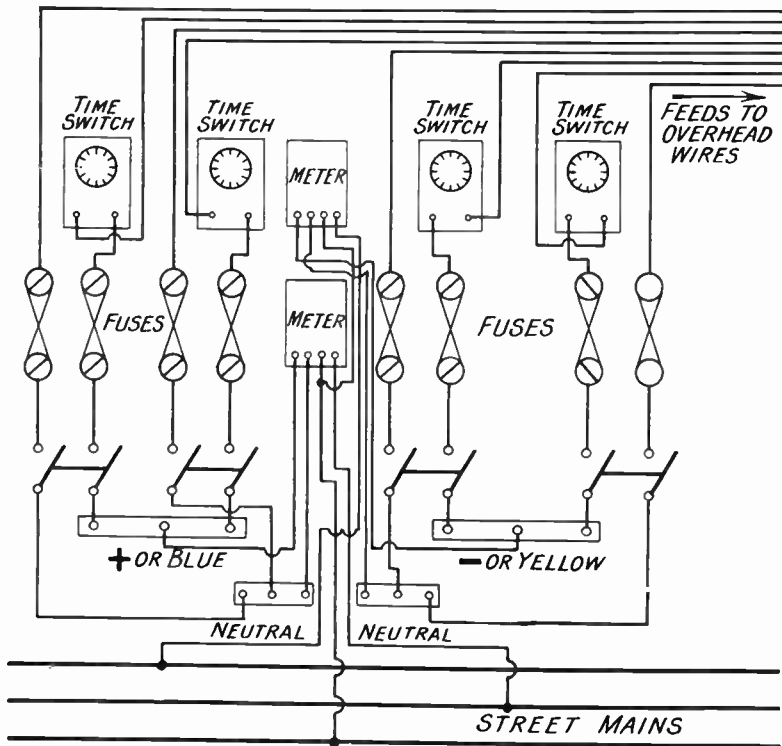 TIME
SWITCH
TIME
SWITCH
METER
TIME
SWITCH
TIME
SWITCH
FEEDS TO
OVERHEAD
WIRES
METER
FUSES
FUSES
+ OR BLUE
- OR YELLOW
NEUTRAL
NEUTRAL
STREET MAINS